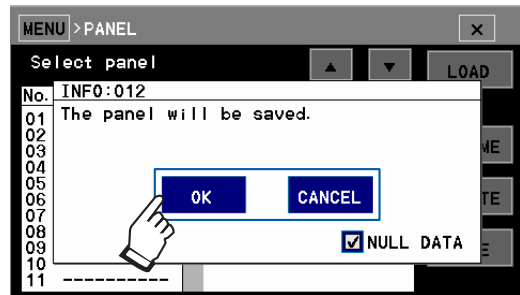 MENU > PANEL ×
Select panel ▲ ▼ LOAD
No. INFO:012
01 The panel will be saved.
02
03
04
05
06 OK CANCEL
07
08
09 NULL DATA
10
11 ----------